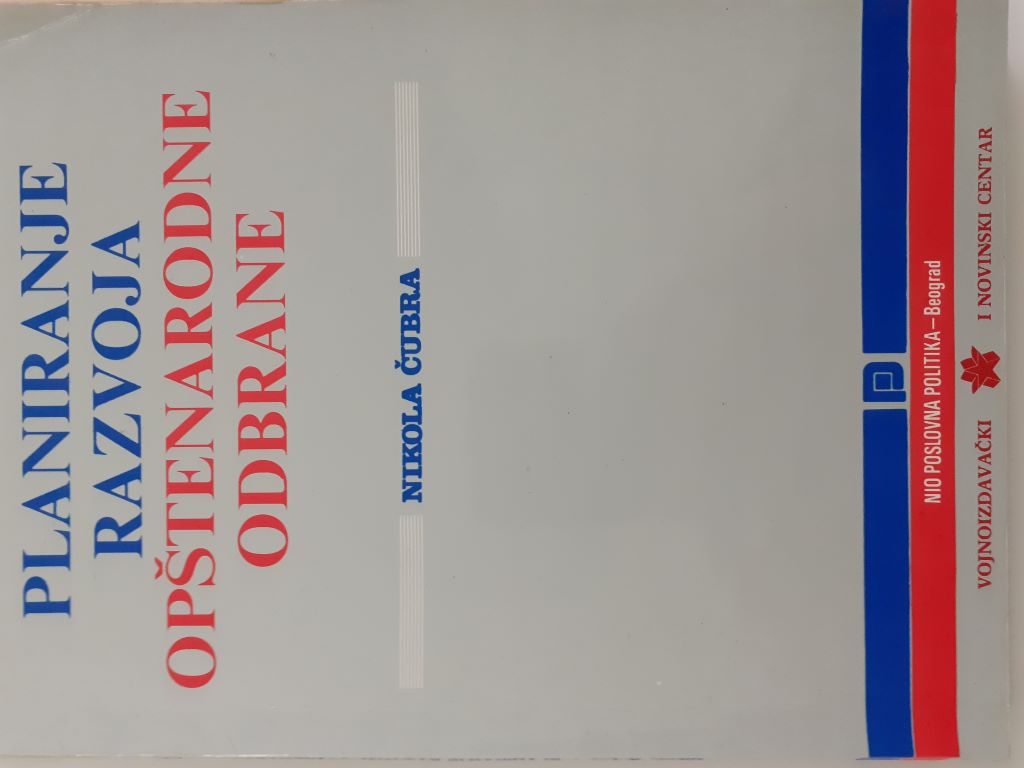 PLANIRANJE
RAZVOJA
OPŠTENARODNE
ODBRANE
NIKOLA ČUBRA
NIO POSLOVNA POLITIKA – Beograd
VOJNOIZDAVAČKI I NOVINSKI CENTAR